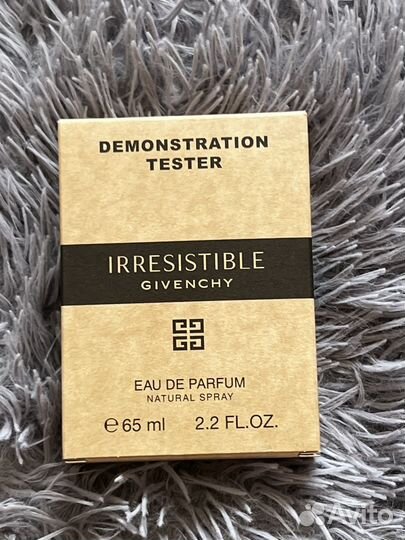 DEMONSTRATION
TESTER
IRRESISTIBLE
GIVENCHY
EAU DE PARFUM
NATURAL SPRAY
℮65 ml 2.2 FL.OZ.
Avito